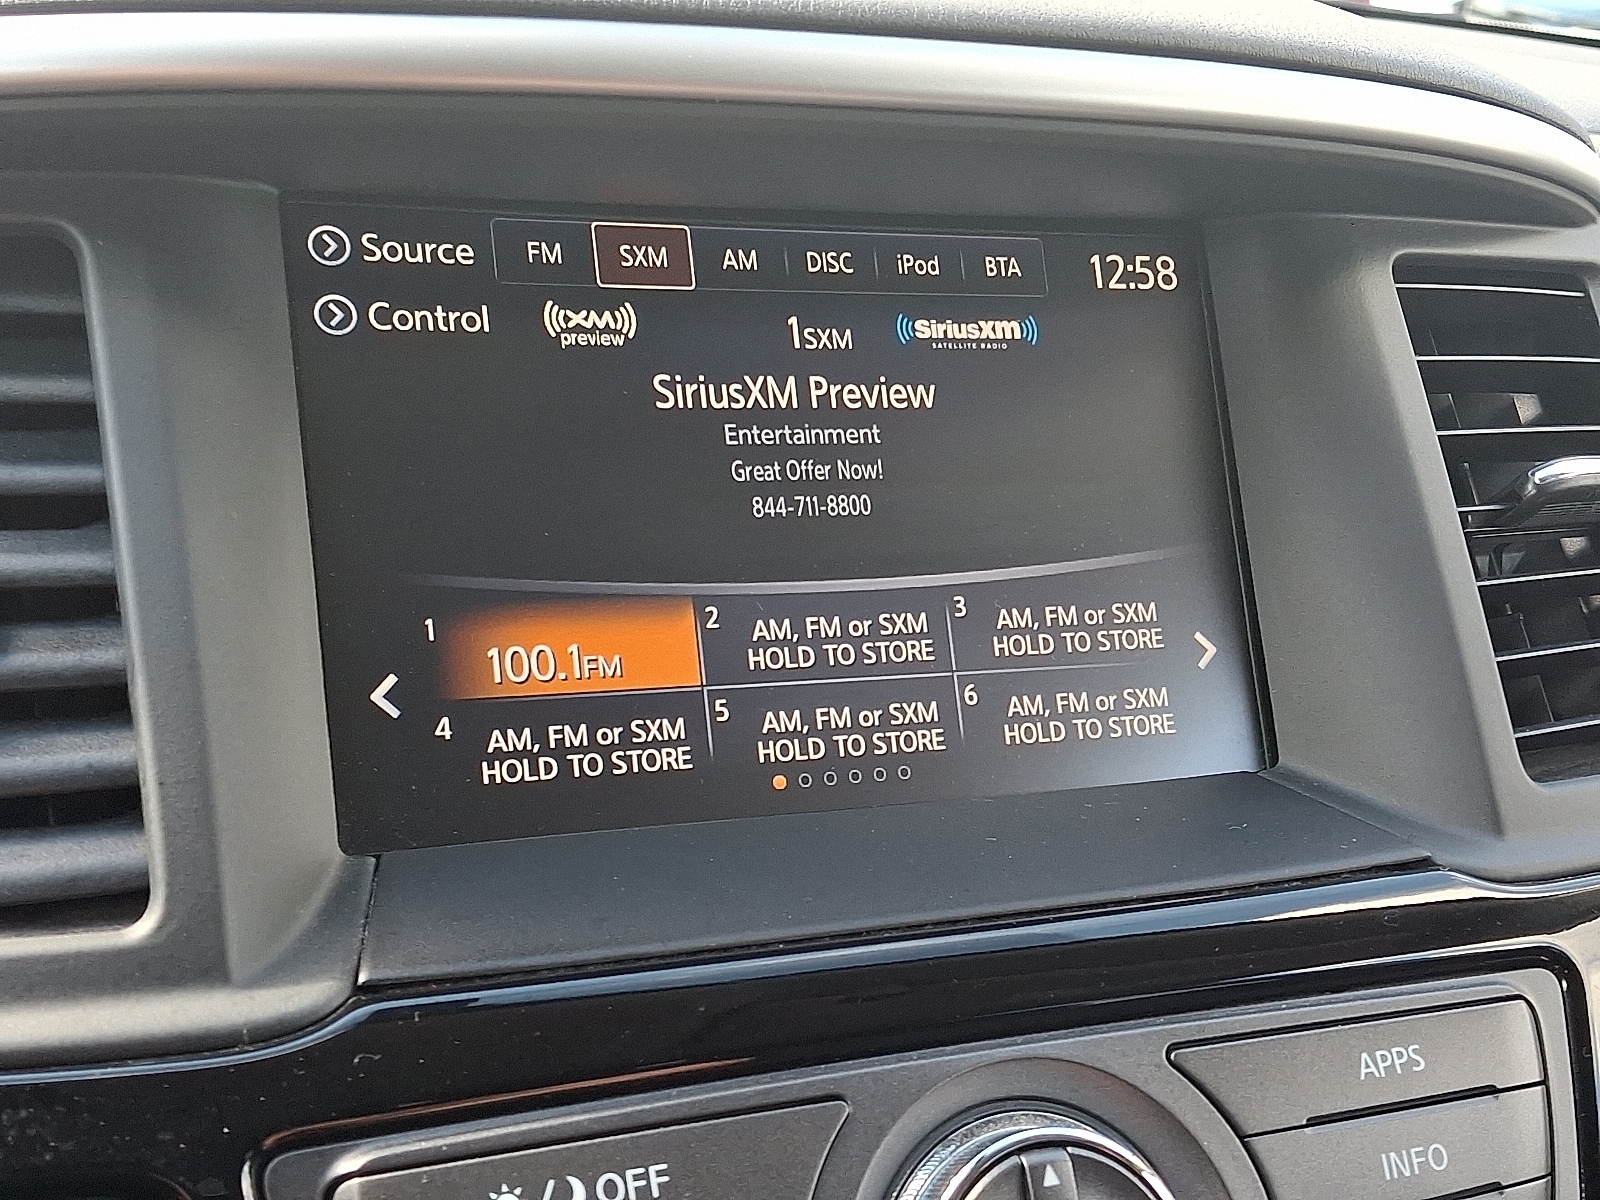 Source FM SXM AM DISC iPod BTA 12:58
Control XM preview 1SXM SiriusXM SATELLITE RADIO
SiriusXM Preview
Entertainment
Great Offer Now!
844-711-8800
1 100.1FM
2 AM, FM or SXM
HOLD TO STORE
3 AM, FM or SXM
HOLD TO STORE
4 AM, FM or SXM
HOLD TO STORE
5 AM, FM or SXM
HOLD TO STORE
6 AM, FM or SXM
HOLD TO STORE
APPS
INFO
OFF